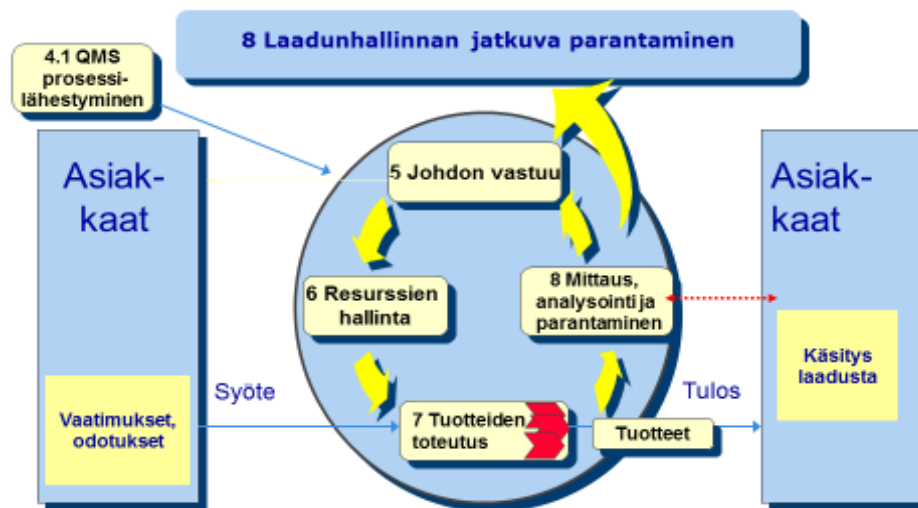 8 Laadunhallinnan jatkuva parantaminen
4.1 QMS
prosessi-
lähestyminen
Asiak-
kaat
5 Johdon vastuu
Asiak-
kaat
6 Resurssien
hallinta
8 Mittaus,
analysointi ja
parantaminen
Käsitys
laadusta
Syöte
Tulos
Vaatimukset,
odotukset
7 Tuotteiden
toteutus
Tuotteet